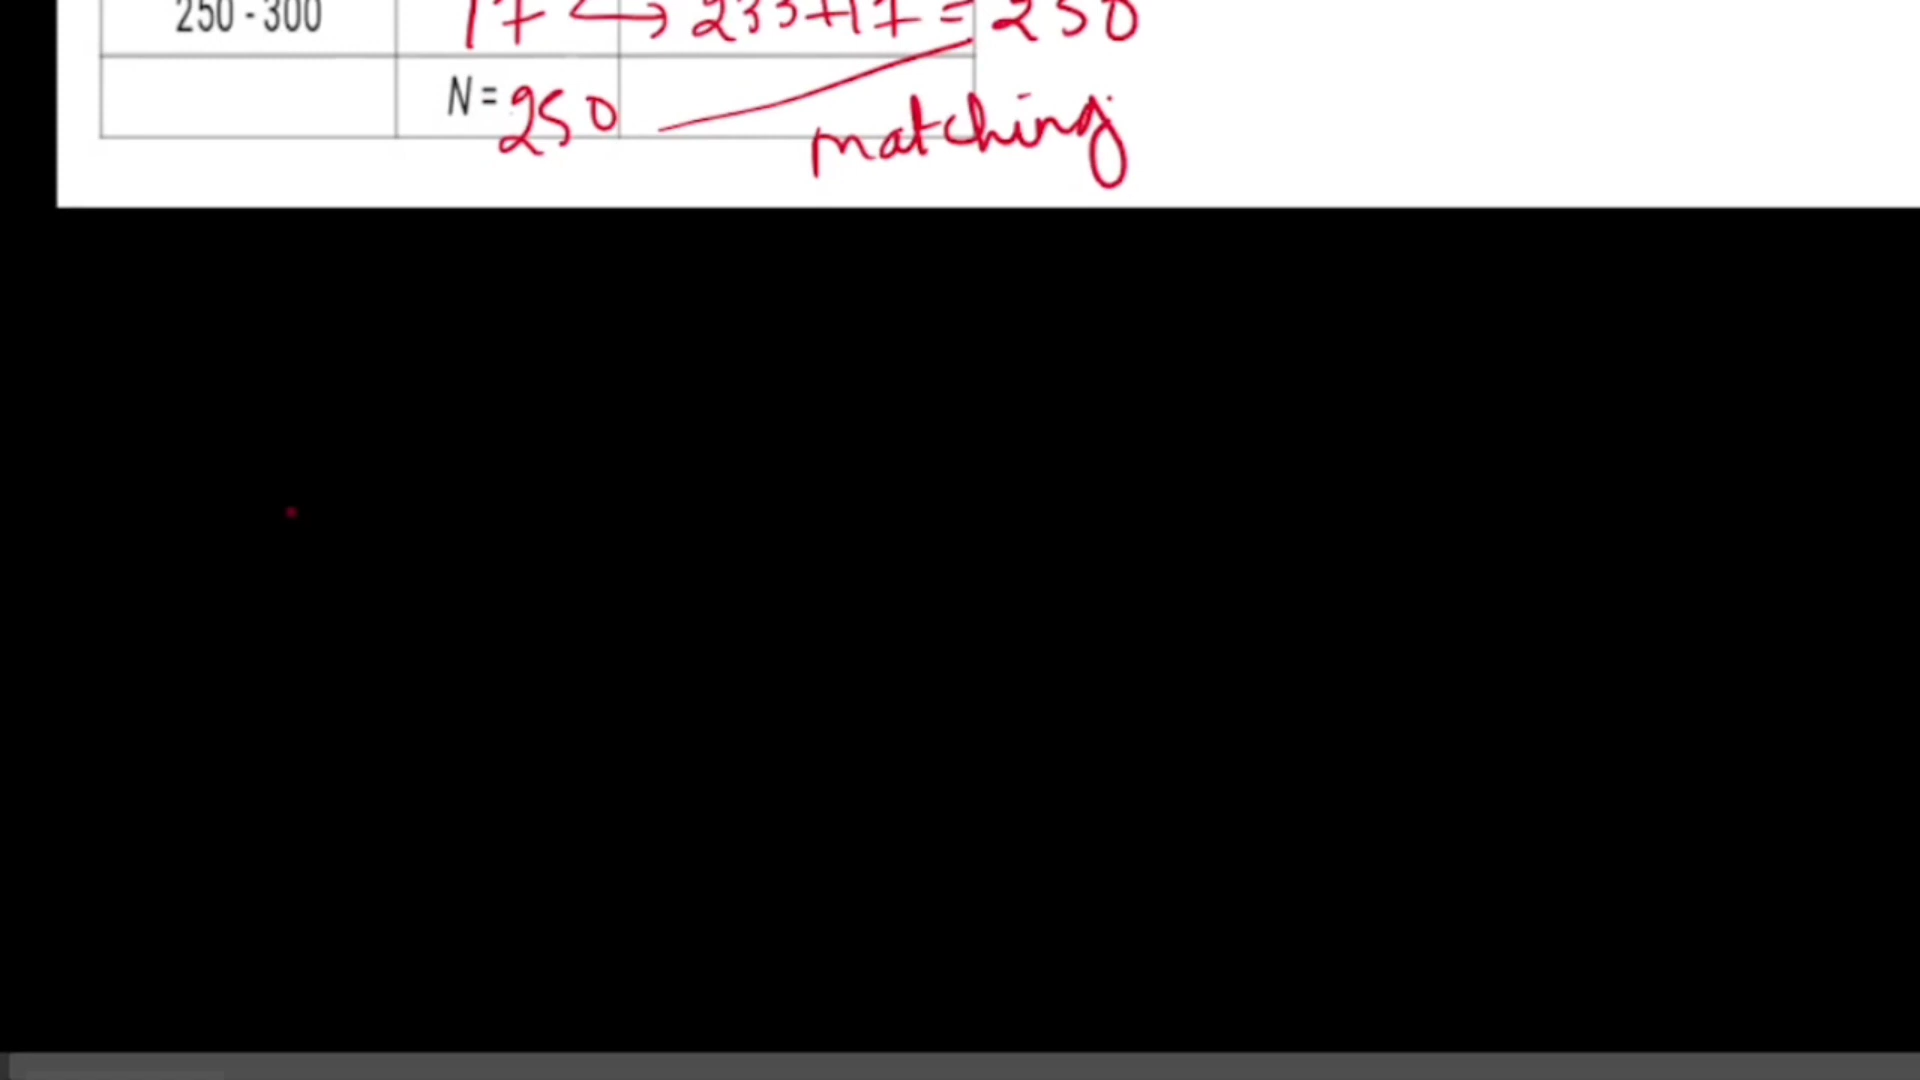 250 - 300 17 ↔ 233+17 = 250
N = 250
matching